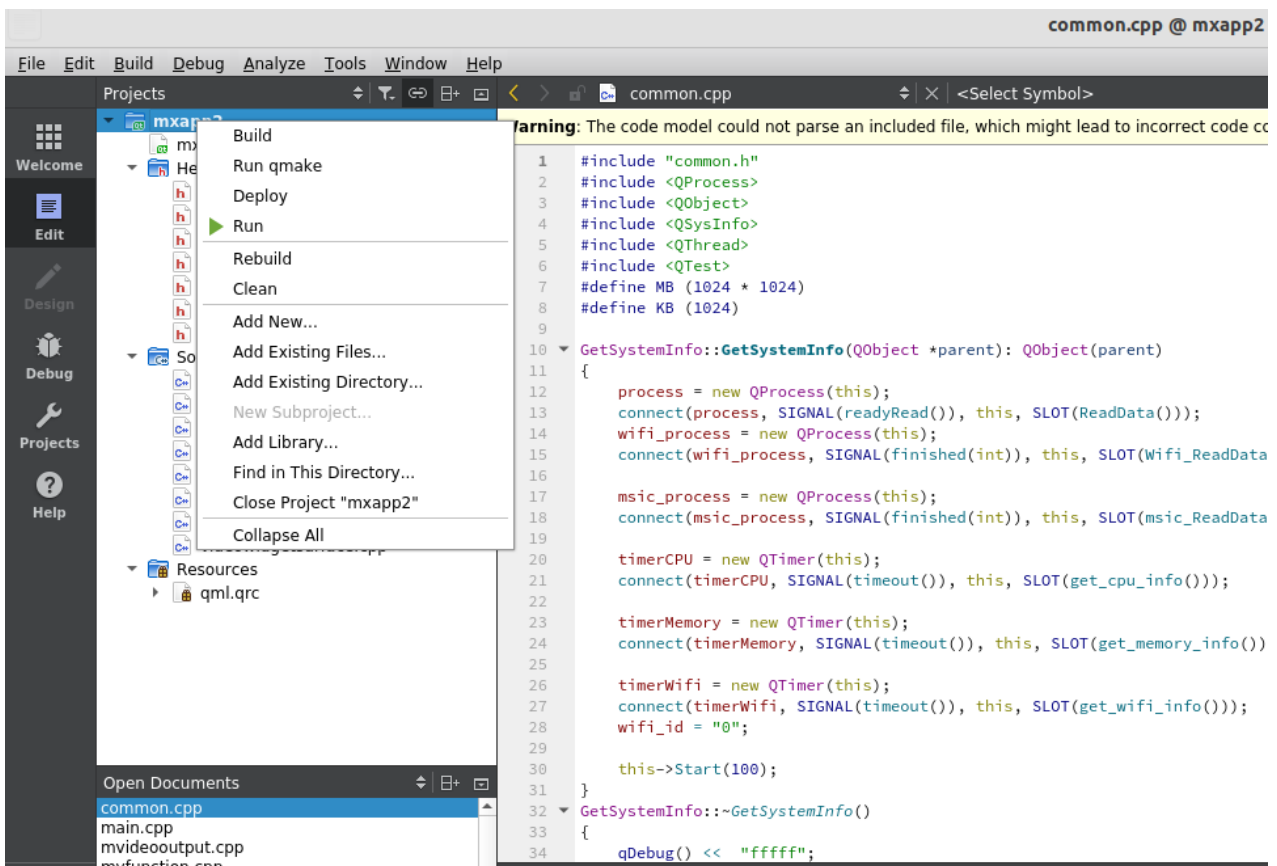 common.cpp @ mxapp2
File Edit Build Debug Analyze Tools Window Help
Projects
common.cpp
<Select Symbol>
Welcome
Edit
Design
Debug
Projects
Help
mxapp2
He
So
Resources
qml.qrc
Build
Run qmake
Deploy
Run
Rebuild
Clean
Add New...
Add Existing Files...
Add Existing Directory...
New Subproject...
Add Library...
Find in This Directory...
Close Project "mxapp2"
Collapse All
Open Documents
common.cpp
main.cpp
mvideooutput.cpp
myfunction.cpp
Warning: The code model could not parse an included file, which might lead to incorrect code co
1 #include "common.h"
2 #include <QProcess>
3 #include <QObject>
4 #include <QSysInfo>
5 #include <QThread>
6 #include <QTest>
7 #define MB (1024 * 1024)
8 #define KB (1024)
9
10 GetSystemInfo::GetSystemInfo(QObject *parent): QObject(parent)
11 {
12 process = new QProcess(this);
13 connect(process, SIGNAL(readyRead()), this, SLOT(ReadData()));
14 wifi_process = new QProcess(this);
15 connect(wifi_process, SIGNAL(finished(int)), this, SLOT(Wifi_ReadData
16
17 msic_process = new QProcess(this);
18 connect(msic_process, SIGNAL(finished(int)), this, SLOT(msic_ReadData
19
20 timerCPU = new QTimer(this);
21 connect(timerCPU, SIGNAL(timeout()), this, SLOT(get_cpu_info()));
22
23 timerMemory = new QTimer(this);
24 connect(timerMemory, SIGNAL(timeout()), this, SLOT(get_memory_info())
25
26 timerWifi = new QTimer(this);
27 connect(timerWifi, SIGNAL(timeout()), this, SLOT(get_wifi_info()));
28 wifi_id = "0";
29
30 this->Start(100);
31 }
32 GetSystemInfo::~GetSystemInfo()
33 {
34 qDebug() << "fffff";